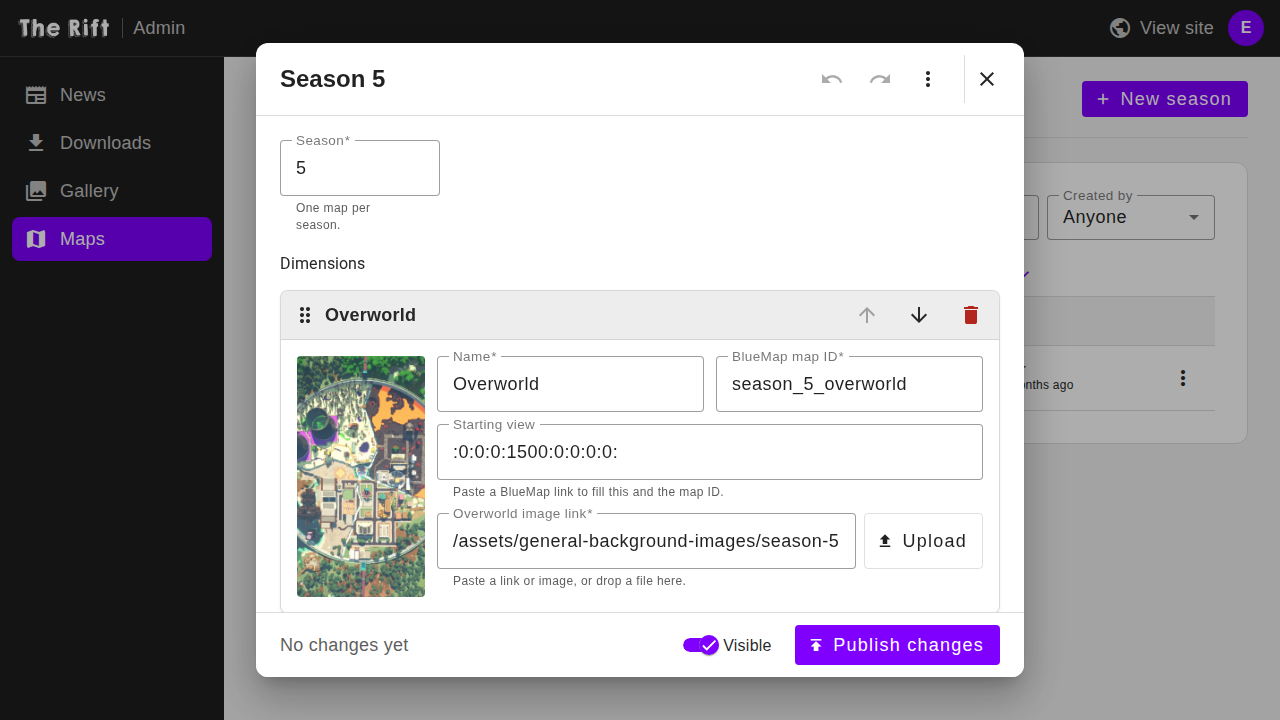 The Rift
Admin
View site
E
News
Downloads
Gallery
Maps
New season
Created by
Anyone
months ago
Season 5
Season*
5
One map per
season.
Dimensions
Overworld
Name*
Overworld
BlueMap map ID*
season_5_overworld
Starting view
:0:0:0:1500:0:0:0:0:
Paste a BlueMap link to fill this and the map ID.
Overworld image link*
/assets/general-background-images/season-5
Upload
Paste a link or image, or drop a file here.
No changes yet
Visible
Publish changes